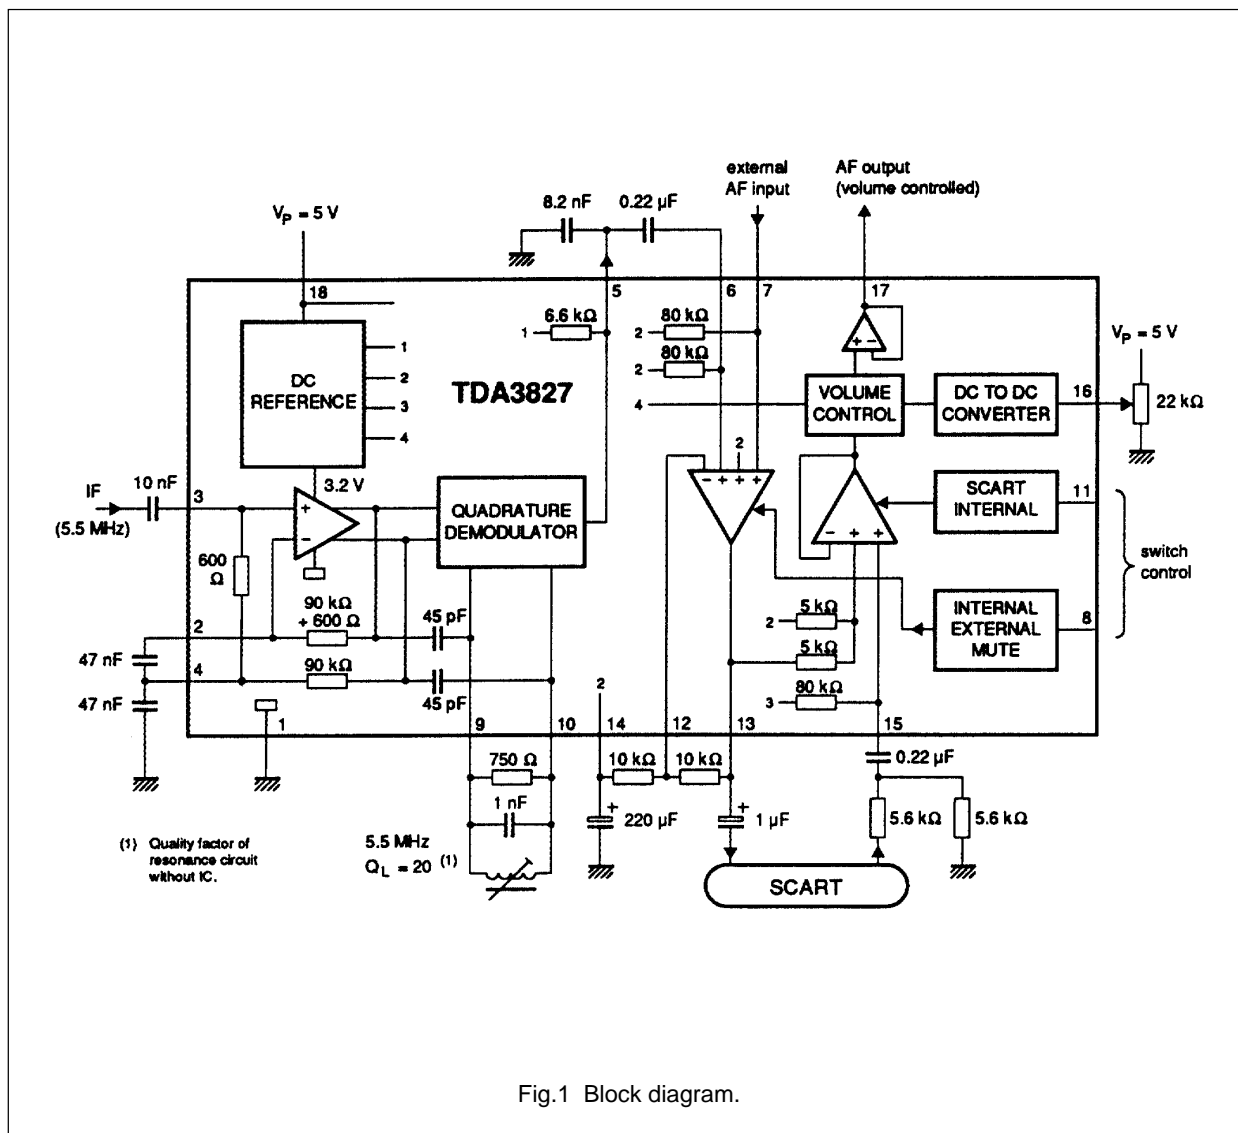 external
AF input
AF output
(volume controlled)
8.2 nF
0.22 µF
V_P = 5 V
18
5
6
7
17
6.6 kΩ
1
80 kΩ
2
80 kΩ
2
V_P = 5 V
DC
REFERENCE
1
2
3
4
TDA3827
4
VOLUME
CONTROL
DC TO DC
CONVERTER
16
22 kΩ
+ −
2
10 nF
IF
(5.5 MHz)
3
3.2 V
+
−
QUADRATURE
DEMODULATOR
− + + +
SCART
INTERNAL
11
− + +
switch
control
600
Ω
90 kΩ
+ 600 Ω
45 pF
2
47 nF
4
90 kΩ
45 pF
47 nF
1
5 kΩ
2
5 kΩ
80 kΩ
3
INTERNAL
EXTERNAL
MUTE
8
2
9
10
14
12
13
15
750 Ω
10 kΩ
10 kΩ
0.22 µF
1 nF
+
220 µF
+
1 µF
5.6 kΩ
5.6 kΩ
5.5 MHz
Q_L = 20 (1)
(1) Quality factor of
resonance circuit
without IC.
SCART
Fig.1 Block diagram.